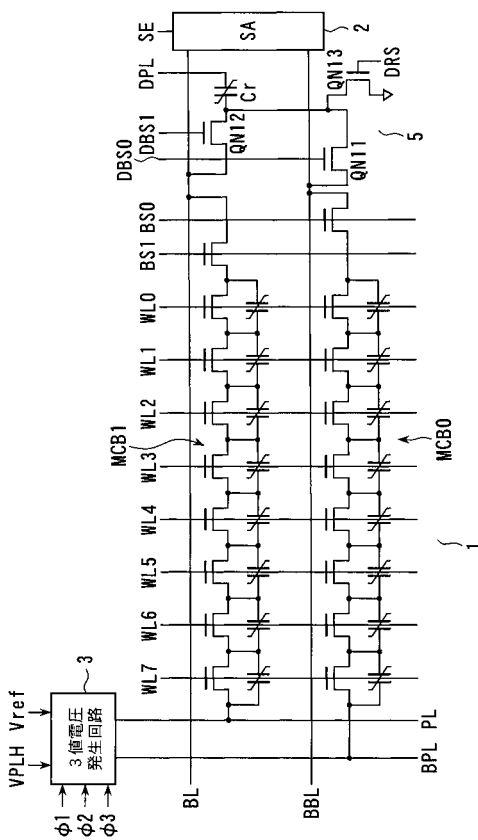 VPLH Vref
φ1
φ2
φ3
3
3値電圧
発生回路
WL7
WL6
WL5
WL4
WL3
WL2
WL1
WL0
BS1
BS0
DBS0
DBS1
DPL
SE
MCB1
QN12
Cr
SA
2
BL
BBL
QN11
QN13
DRS
5
MCB0
BPL
PL
1